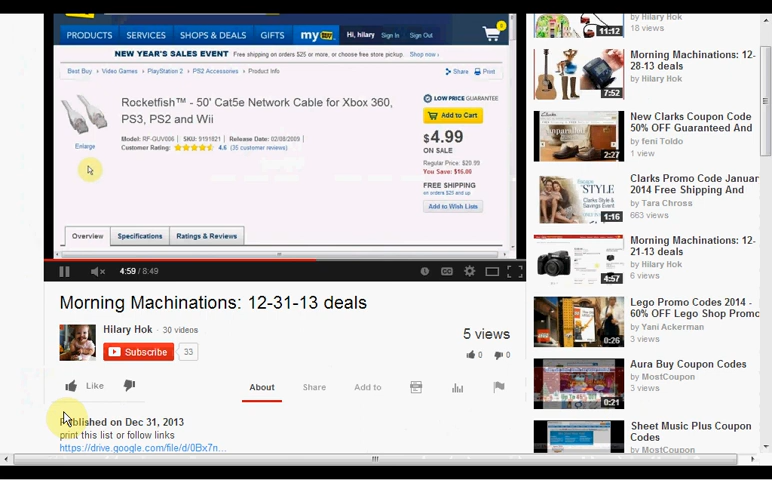 PRODUCTS SERVICES SHOPS & DEALS GIFTS my Hi, hilary Sign In Sign Out
NEW YEAR'S SALES EVENT Free shipping on orders $25 or more, or choose free store pickup. Shop now ›
Best Buy › Video Games › PlayStation 2 › PS2 Accessories › Product Info
Share Print
Rocketfish™ - 50' Cat5e Network Cable for Xbox 360,
PS3, PS2 and Wii
Model: RF-GUV006 SKU: 9191821 Release Date: 02/08/2009
Customer Rating: 4.6 (36 customer reviews)
Enlarge
LOW PRICE GUARANTEE
Add to Cart
$4.99
ON SALE
Regular Price: $20.99
You Save: $16.00
FREE SHIPPING
on orders $25 and up
Add to Wish Lists
Overview Specifications Ratings & Reviews
4:59 / 8:49
Morning Machinations: 12-31-13 deals
Hilary Hok · 30 videos
Subscribe 33
5 views
0 0
Like
About Share Add to
Published on Dec 31, 2013
print this list or follow links
https://drive.google.com/file/d/0Bx7n...
by Hilary Hok
18 views
11:12
Morning Machinations: 12-
28-13 deals
by Hilary Hok
7:52
New Clarks Coupon Code
50% OFF Guaranteed And
by feni Toldo
1 view
2:27
Clarks Promo Code Januar
2014 Free Shipping And
by Tara Chross
663 views
STYLE
1:16
Morning Machinations: 12-
21-13 deals
by Hilary Hok
6 views
4:57
Lego Promo Codes 2014 -
60% OFF Lego Shop Promo
by Yani Ackerman
3 views
0:26
Aura Buy Coupon Codes
by MostCoupon
3 views
0:21
Sheet Music Plus Coupon
Codes
by MostCoupon